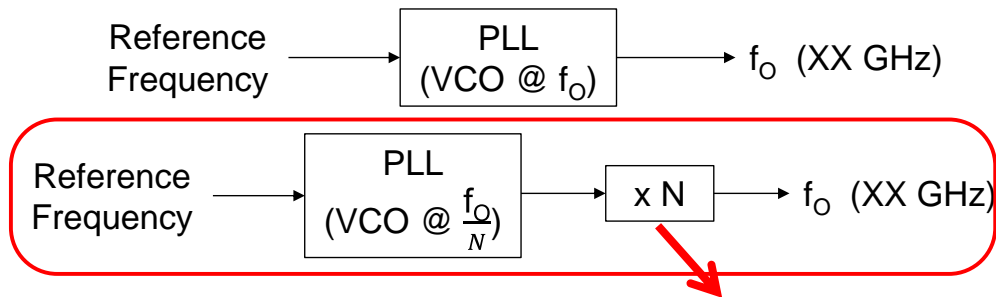 Reference
Frequency
PLL
(VCO @ fO)
fO (XX GHz)
Reference
Frequency
PLL
(VCO @ fO/N)
x N
fO (XX GHz)